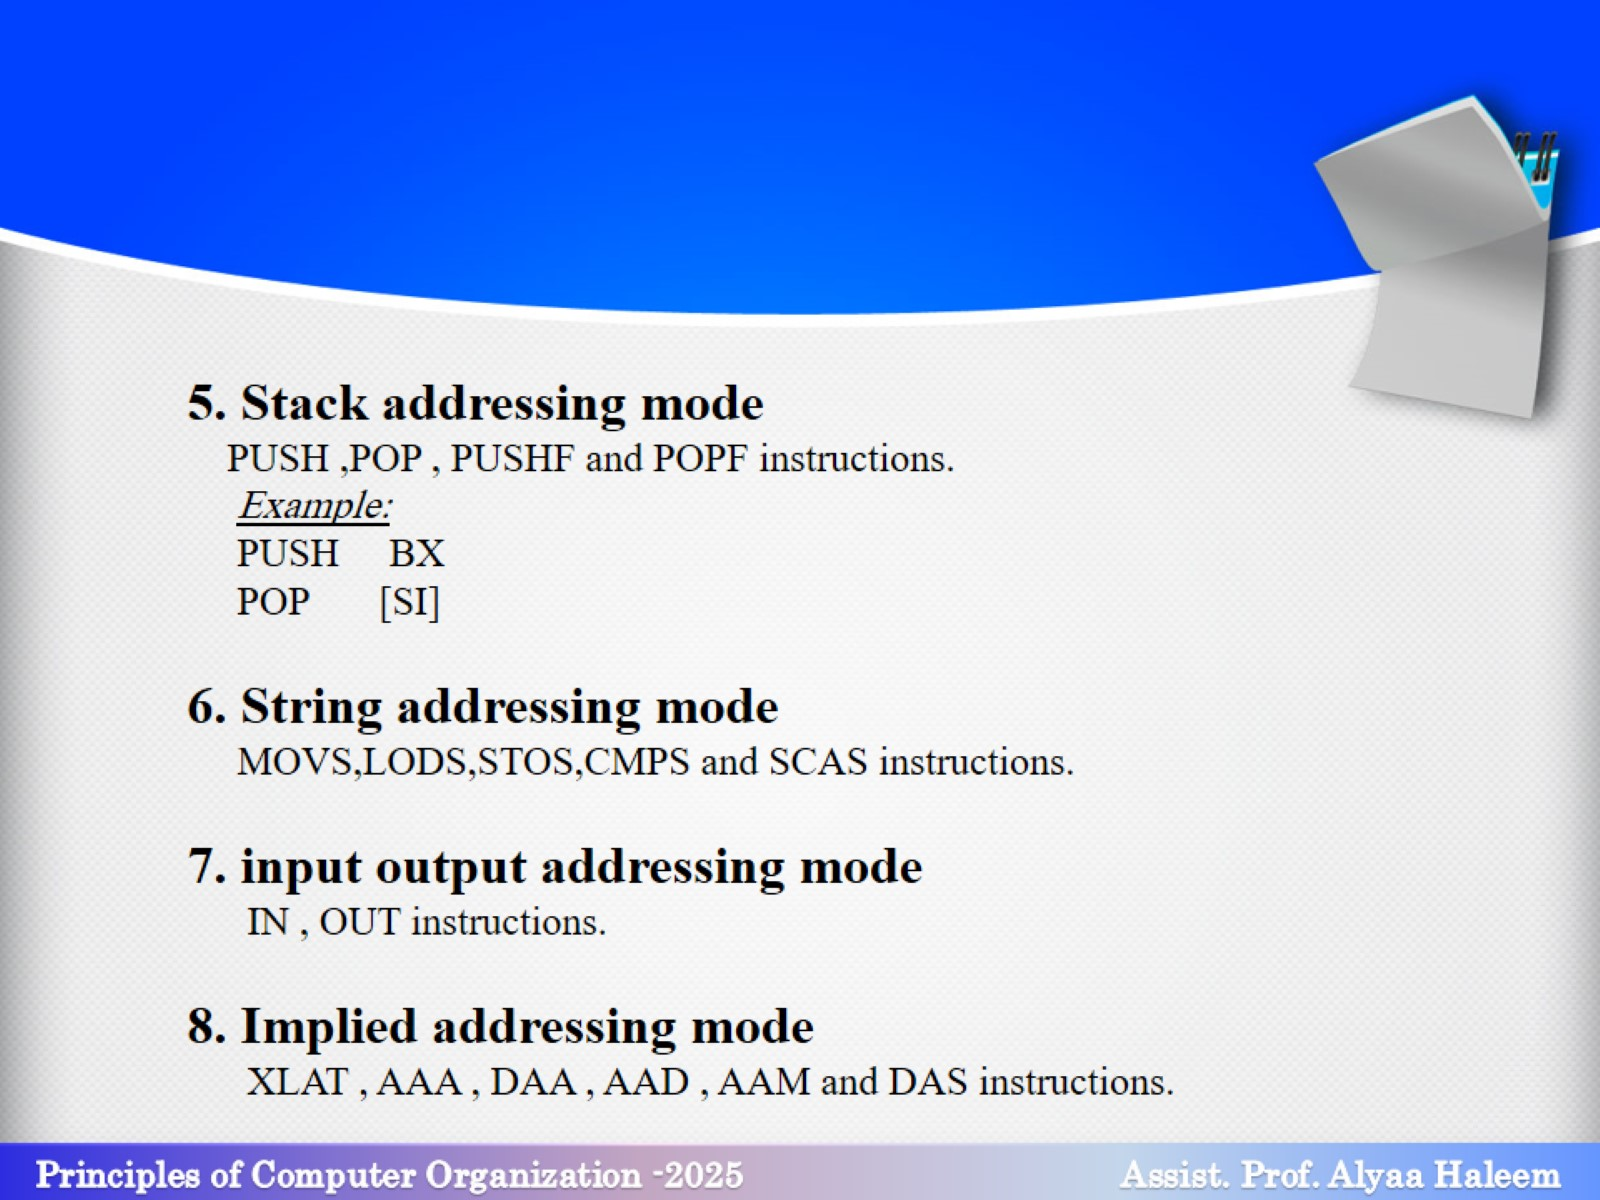 5. Stack addressing mode
PUSH ,POP , PUSHF and POPF instructions.
Example:
PUSH BX
POP [SI]
6. String addressing mode
MOVS,LODS,STOS,CMPS and SCAS instructions.
7. input output addressing mode
IN , OUT instructions.
8. Implied addressing mode
XLAT , AAA , DAA , AAD , AAM and DAS instructions.
Principles of Computer Organization -2025
Assist. Prof. Alyaa Haleem